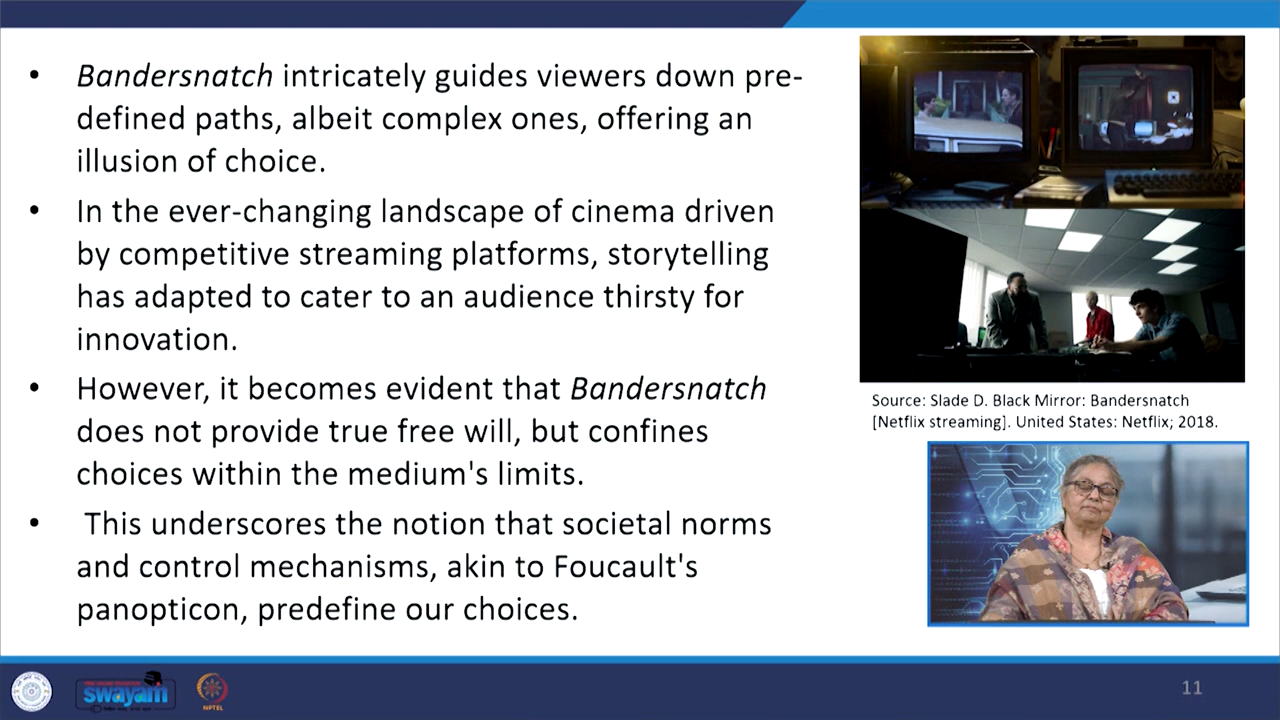 • Bandersnatch intricately guides viewers down pre-
defined paths, albeit complex ones, offering an
illusion of choice.
• In the ever-changing landscape of cinema driven
by competitive streaming platforms, storytelling
has adapted to cater to an audience thirsty for
innovation.
• However, it becomes evident that Bandersnatch
does not provide true free will, but confines
choices within the medium's limits.
• This underscores the notion that societal norms
and control mechanisms, akin to Foucault's
panopticon, predefine our choices.
Source: Slade D. Black Mirror: Bandersnatch
[Netflix streaming]. United States: Netflix; 2018.
swayam
NPTEL
11